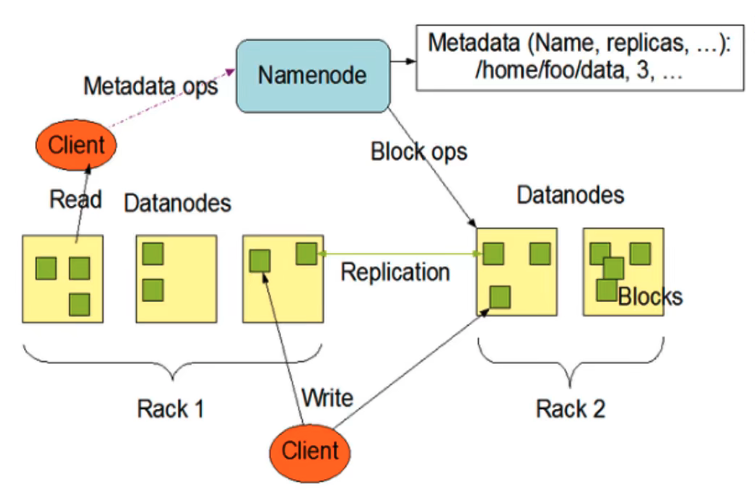 Metadata (Name, replicas, …):
/home/foo/data, 3, …
Namenode
Metadata ops
Client
Block ops
Read
Datanodes
Datanodes
Replication
Blocks
Rack 1
Write
Rack 2
Client